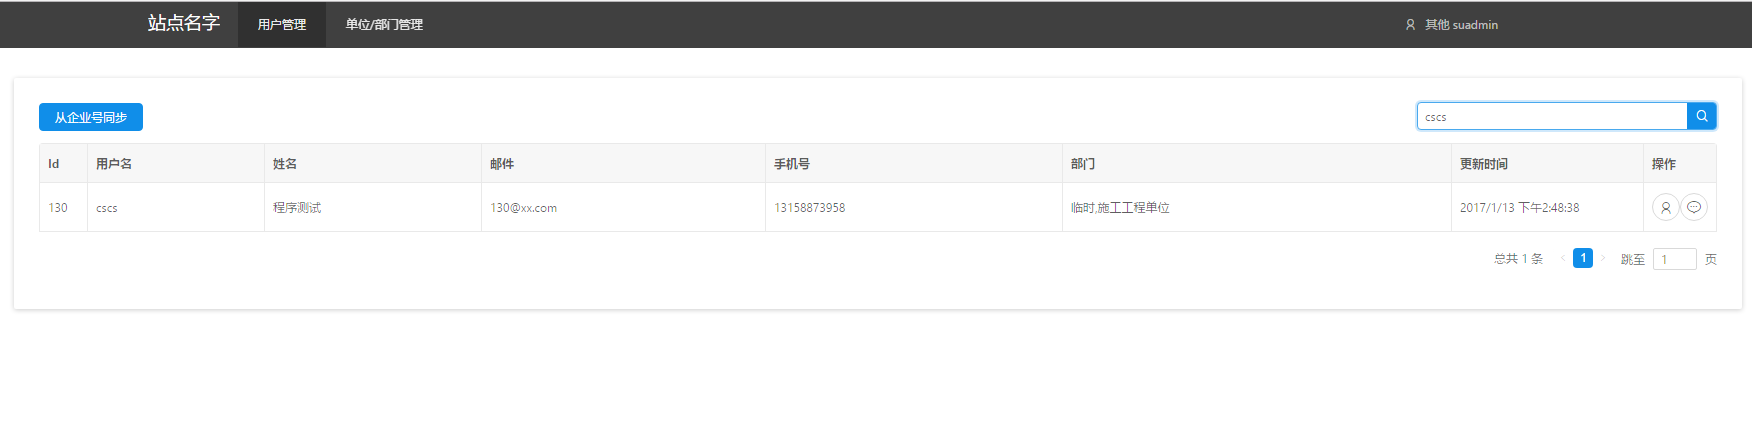 站点名字 用户管理 单位/部门管理 其他 suadmin
从企业号同步 cscs
Id 用户名 姓名 邮件 手机号 部门 更新时间 操作
130 cscs 程序测试 130@xx.com 13158873958 临时,施工工程单位 2017/1/13 下午2:48:38
总共 1 条 < 1 > 跳至 1 页